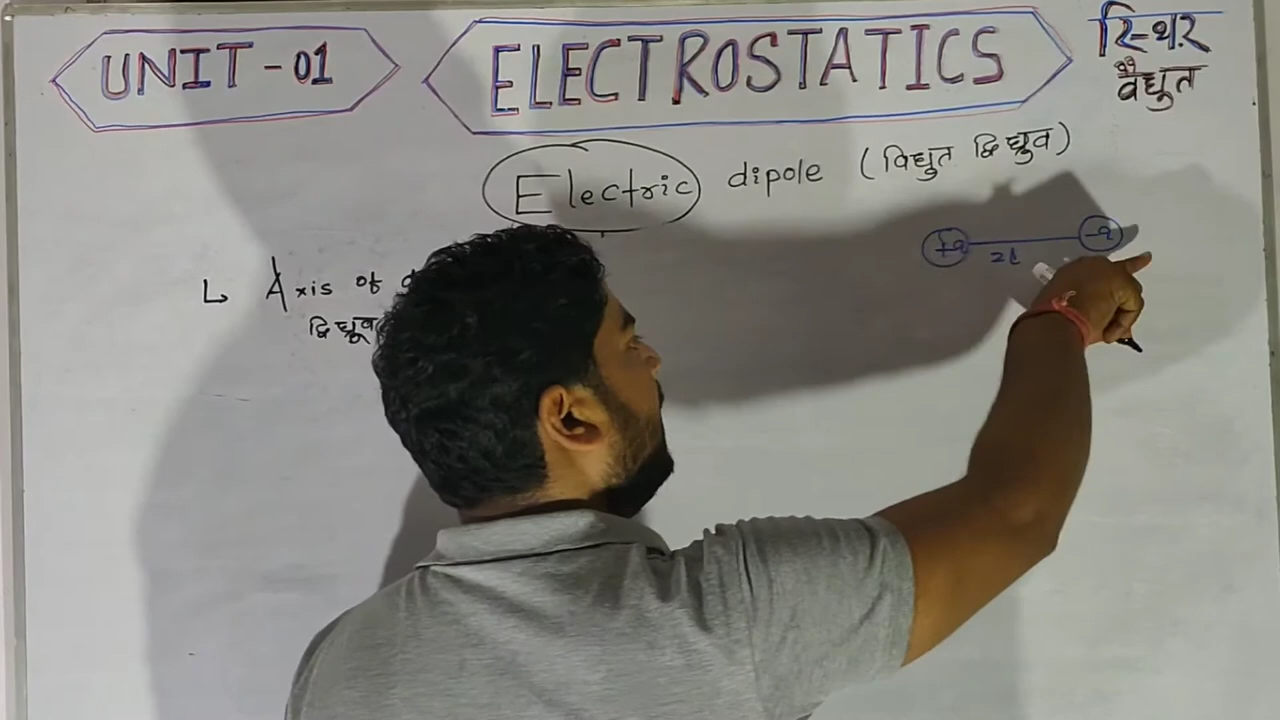 UNIT-01
ELECTROSTATICS
स्थिर
वैद्युत
Electric dipole (विद्युत द्विध्रुव)
+q -q
2l
↳ Axis of
द्विध्रुव